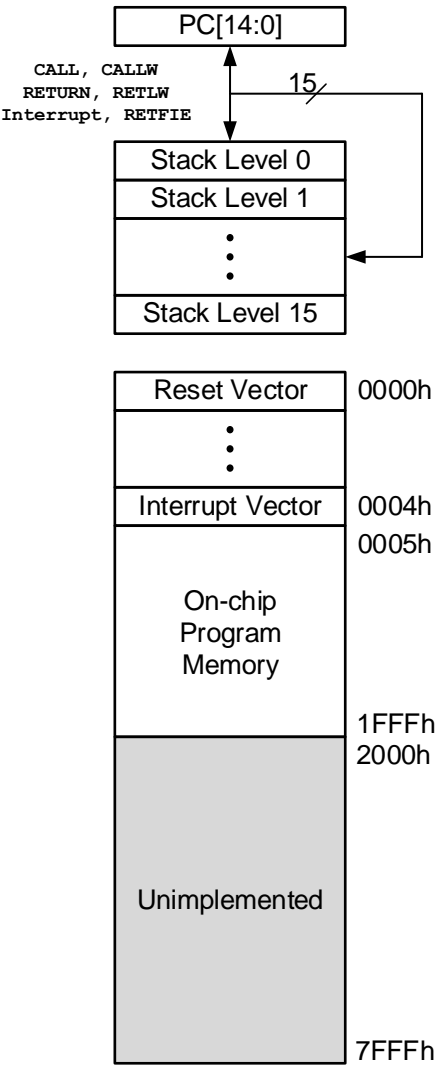 PC[14:0]
CALL, CALLW
RETURN, RETLW
Interrupt, RETFIE
15
Stack Level 0
Stack Level 1
Stack Level 15
Reset Vector
0000h
Interrupt Vector
0004h
0005h
On-chip
Program
Memory
1FFFh
2000h
Unimplemented
7FFFh